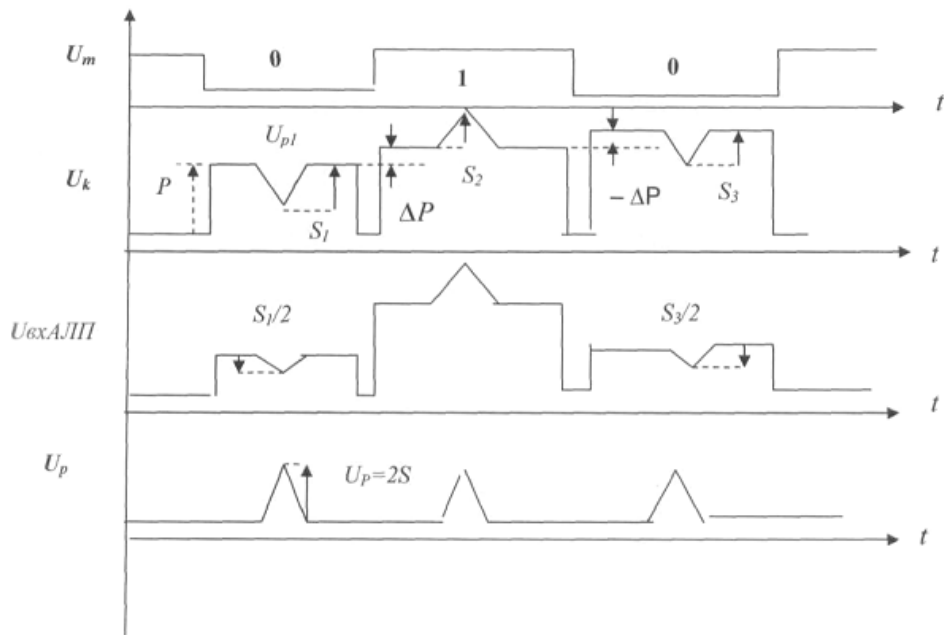 U_m
0
1
0
t
U_p1
U_k
P
S_1
ΔP
S_2
– ΔP
S_3
t
UвхАЛП
S_1/2
S_3/2
t
U_p
U_P=2S
t